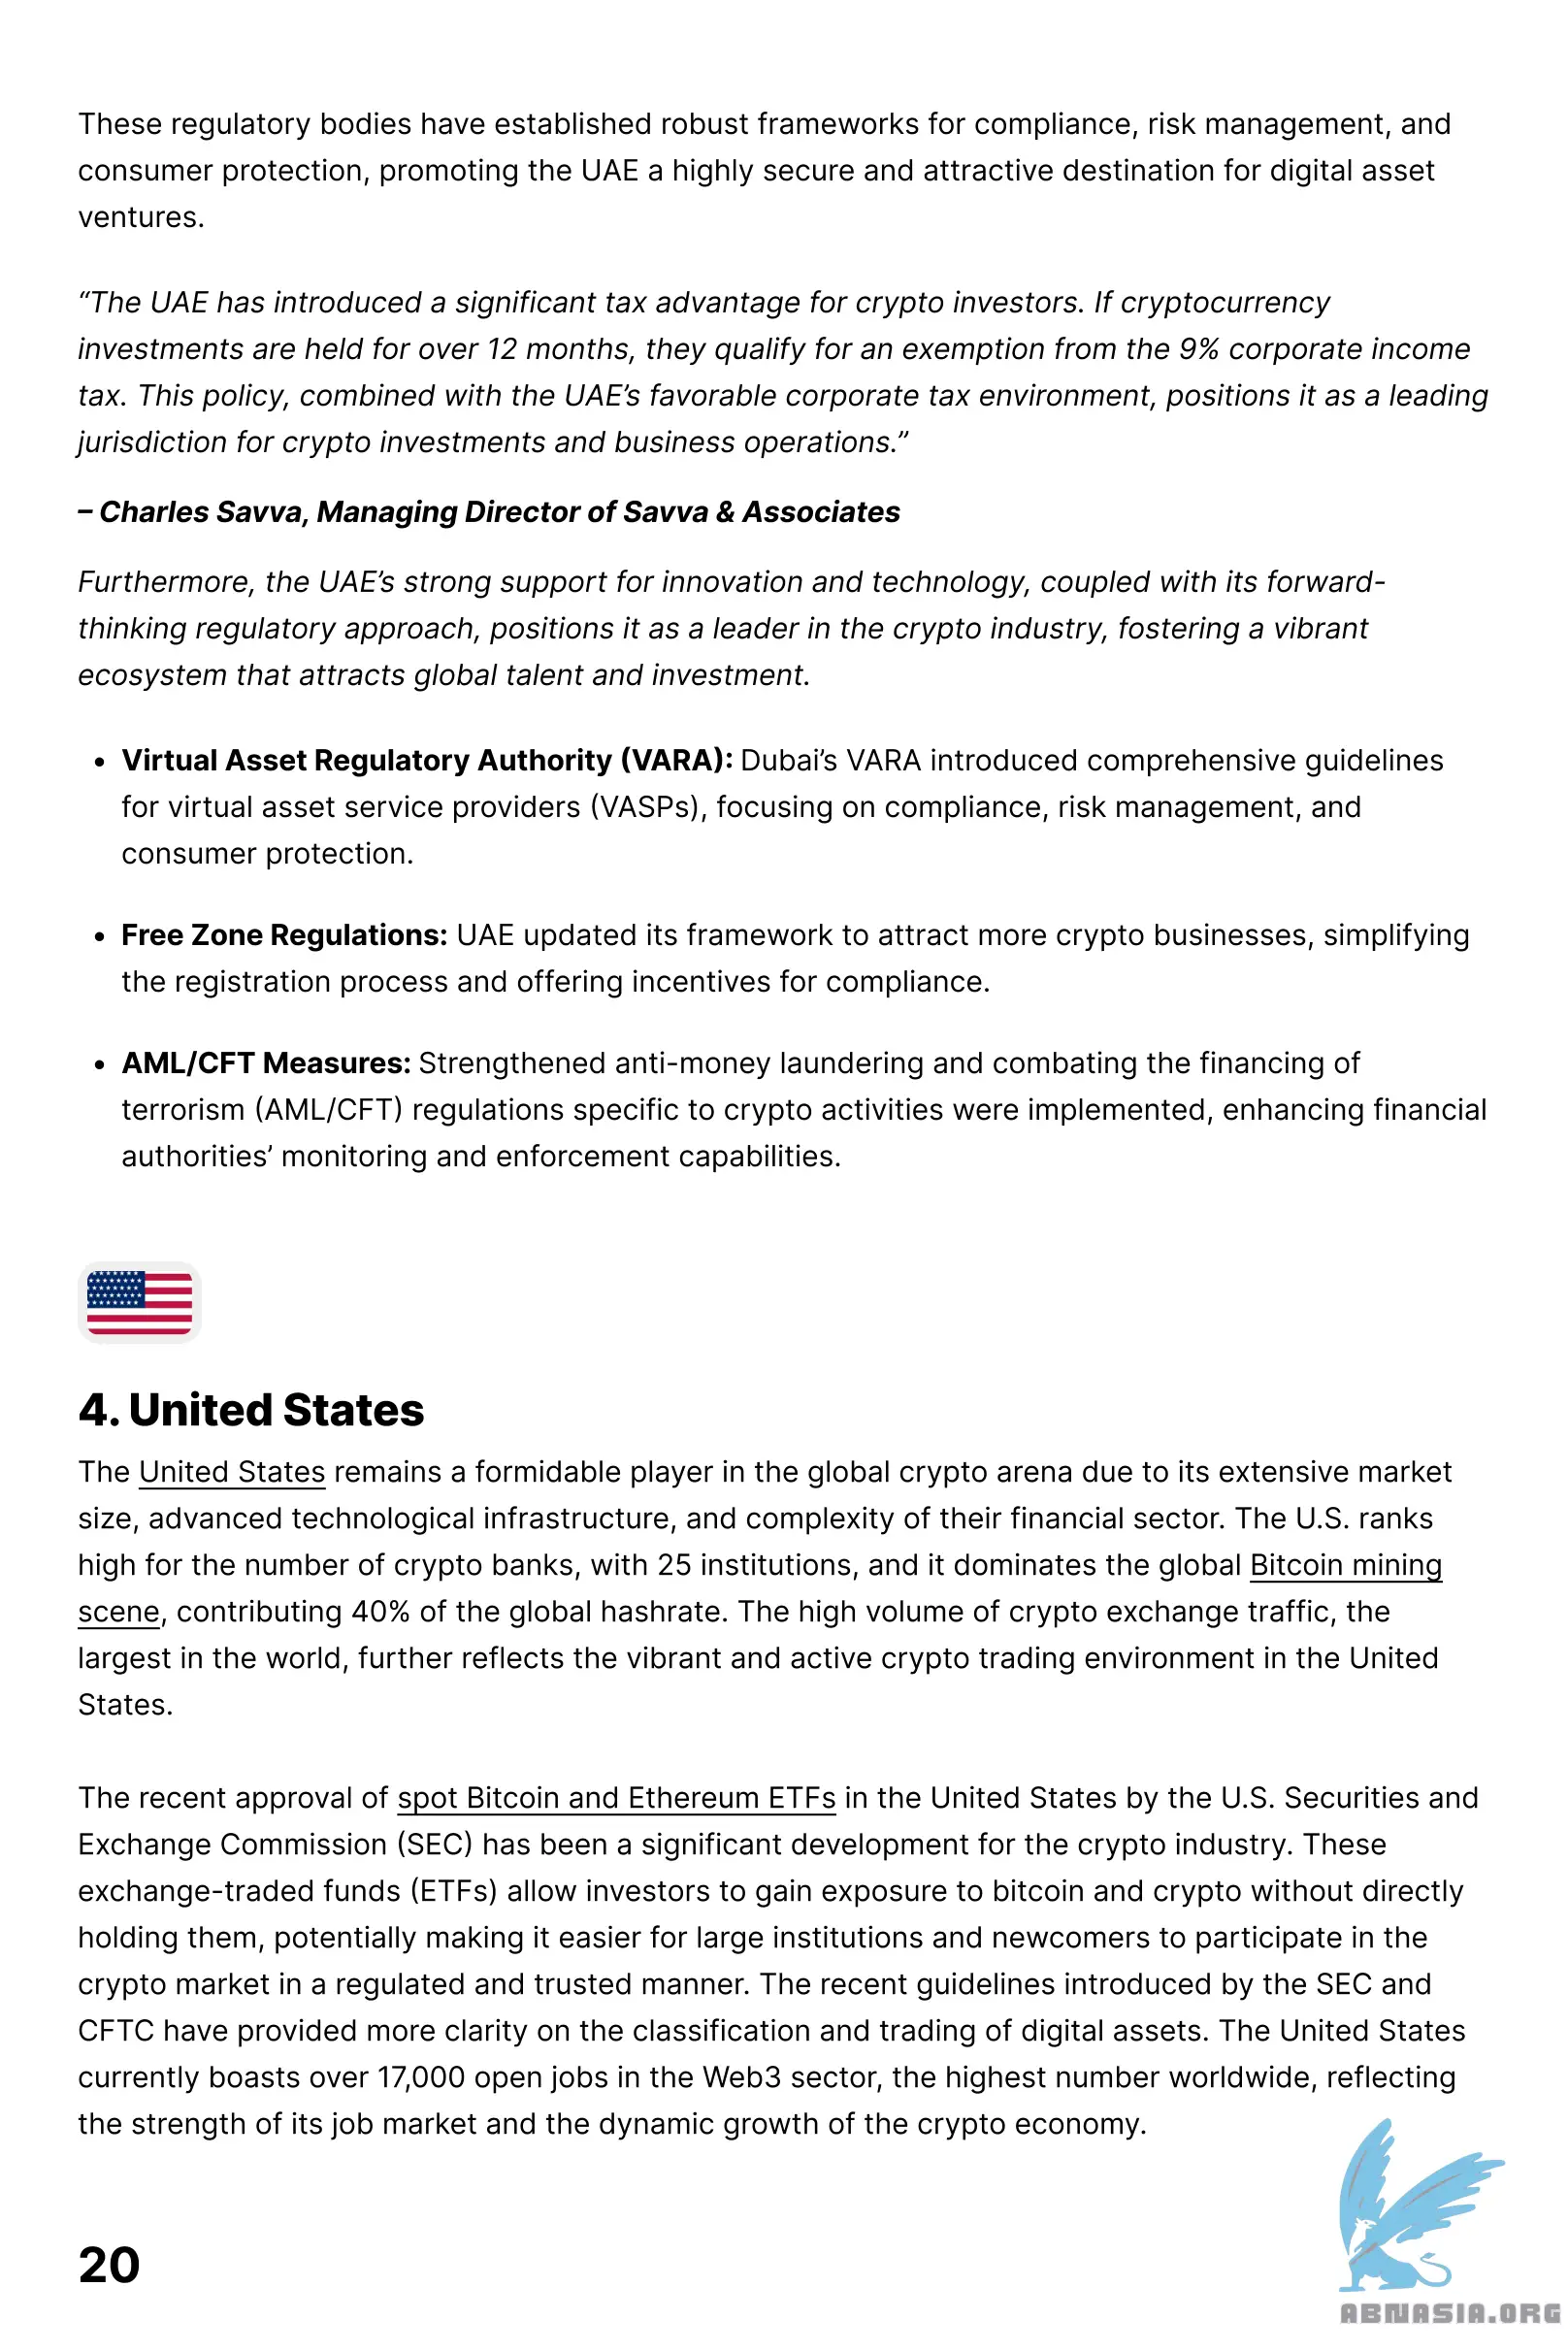 These regulatory bodies have established robust frameworks for compliance, risk management, and
consumer protection, promoting the UAE a highly secure and attractive destination for digital asset
ventures.
“The UAE has introduced a significant tax advantage for crypto investors. If cryptocurrency
investments are held for over 12 months, they qualify for an exemption from the 9% corporate income
tax. This policy, combined with the UAE’s favorable corporate tax environment, positions it as a leading
jurisdiction for crypto investments and business operations.”
– Charles Savva, Managing Director of Savva & Associates
Furthermore, the UAE’s strong support for innovation and technology, coupled with its forward-
thinking regulatory approach, positions it as a leader in the crypto industry, fostering a vibrant
ecosystem that attracts global talent and investment.
• Virtual Asset Regulatory Authority (VARA): Dubai’s VARA introduced comprehensive guidelines
for virtual asset service providers (VASPs), focusing on compliance, risk management, and
consumer protection.
• Free Zone Regulations: UAE updated its framework to attract more crypto businesses, simplifying
the registration process and offering incentives for compliance.
• AML/CFT Measures: Strengthened anti-money laundering and combating the financing of
terrorism (AML/CFT) regulations specific to crypto activities were implemented, enhancing financial
authorities’ monitoring and enforcement capabilities.
4. United States
The United States remains a formidable player in the global crypto arena due to its extensive market
size, advanced technological infrastructure, and complexity of their financial sector. The U.S. ranks
high for the number of crypto banks, with 25 institutions, and it dominates the global Bitcoin mining
scene, contributing 40% of the global hashrate. The high volume of crypto exchange traffic, the
largest in the world, further reflects the vibrant and active crypto trading environment in the United
States.
The recent approval of spot Bitcoin and Ethereum ETFs in the United States by the U.S. Securities and
Exchange Commission (SEC) has been a significant development for the crypto industry. These
exchange-traded funds (ETFs) allow investors to gain exposure to bitcoin and crypto without directly
holding them, potentially making it easier for large institutions and newcomers to participate in the
crypto market in a regulated and trusted manner. The recent guidelines introduced by the SEC and
CFTC have provided more clarity on the classification and trading of digital assets. The United States
currently boasts over 17,000 open jobs in the Web3 sector, the highest number worldwide, reflecting
the strength of its job market and the dynamic growth of the crypto economy.
20
ABNASIA.ORG